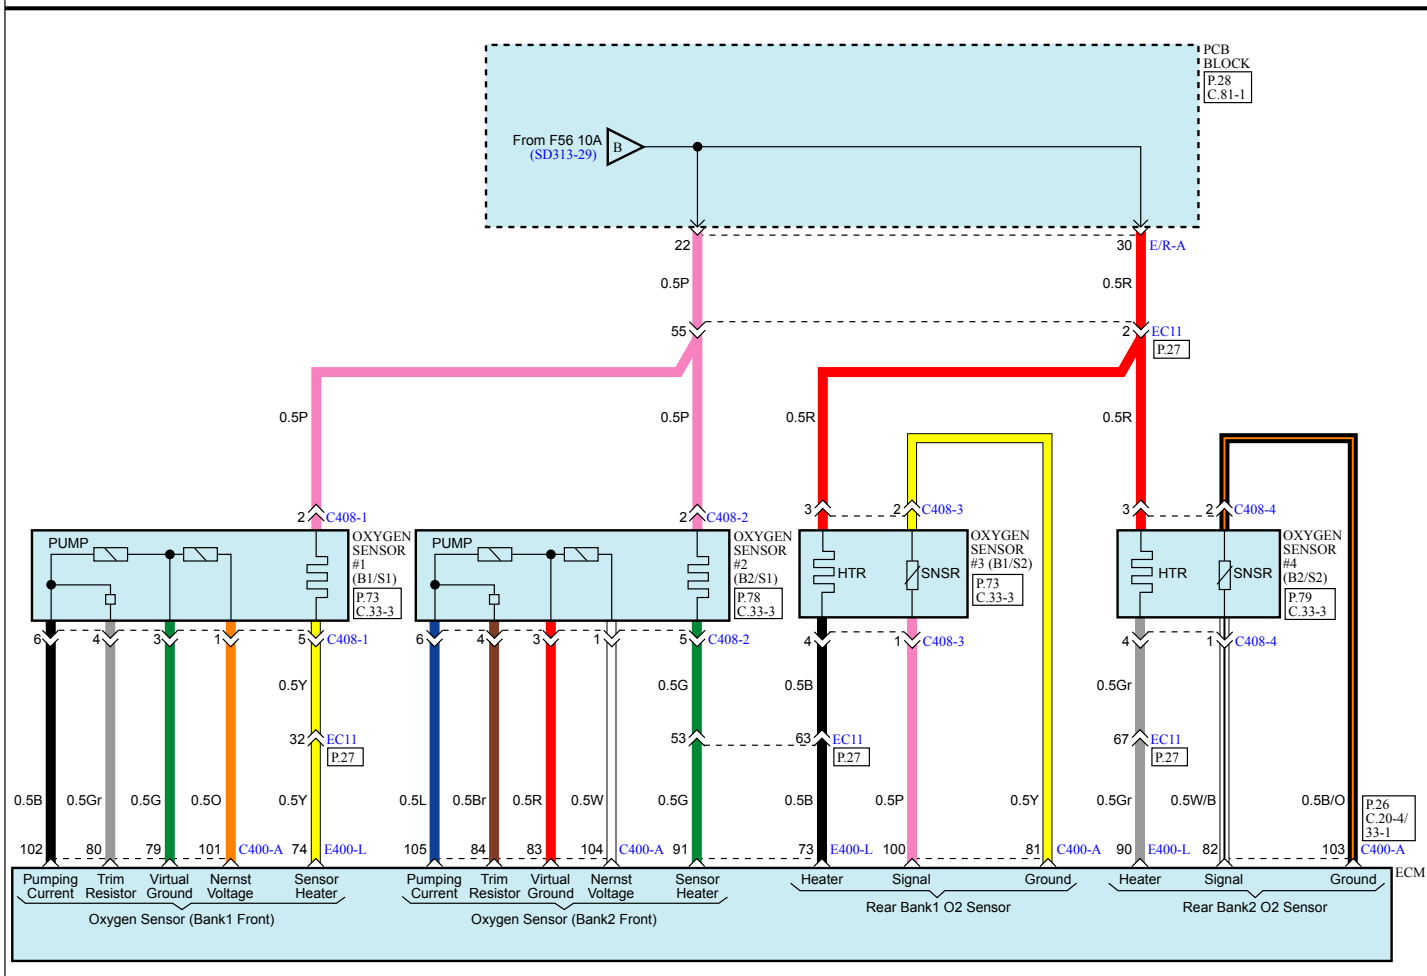 PCB
BLOCK
P.28
C.81-1
From F56 10A
(SD313-29)
B
22
30
E/R-A
0.5P
0.5R
55
2
EC11
P.27
0.5P
0.5P
0.5R
0.5R
2
C408-1
2
C408-2
3
2
C408-3
3
2
C408-4
PUMP
OXYGEN
SENSOR
#1
(B1/S1)
P.73
C.33-3
PUMP
OXYGEN
SENSOR
#2
(B2/S1)
P.78
C.33-3
HTR
SNSR
OXYGEN
SENSOR
#3 (B1/S2)
P.73
C.33-3
HTR
SNSR
OXYGEN
SENSOR
#4
(B2/S2)
P.79
C.33-3
6
4
3
1
5
C408-1
6
4
3
1
5
C408-2
4
1
C408-3
4
1
C408-4
0.5Y
0.5G
0.5B
0.5Gr
32
EC11
P.27
53
63
EC11
P.27
67
EC11
P.27
0.5B
0.5Gr
0.5G
0.5O
0.5Y
0.5L
0.5Br
0.5R
0.5W
0.5G
0.5B
0.5P
0.5Y
0.5Gr
0.5W/B
0.5B/O
P.26
C.20-4/
33-1
102
80
79
101
C400-A
74
E400-L
105
84
83
104
C400-A
91
73
E400-L
100
81
C400-A
90
E400-L
82
103
C400-A
ECM
Pumping
Current
Trim
Resistor
Virtual
Ground
Nernst
Voltage
Sensor
Heater
Pumping
Current
Trim
Resistor
Virtual
Ground
Nernst
Voltage
Sensor
Heater
Heater
Signal
Ground
Heater
Signal
Ground
Oxygen Sensor (Bank1 Front)
Oxygen Sensor (Bank2 Front)
Rear Bank1 O2 Sensor
Rear Bank2 O2 Sensor